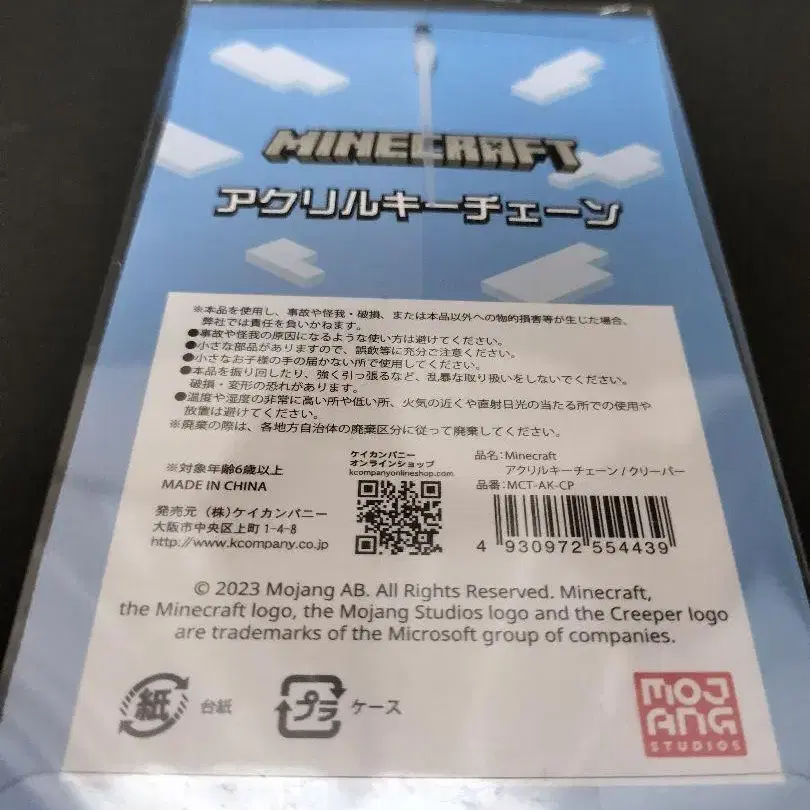 MINECRAFT
アクリルキーチェーン
※本品を使用し、事故や怪我・破損、または本品以外への物的損害等が生じた場合、
弊社では責任を負いかねます。
●事故や怪我の原因になるような使い方は避けてください。
●小さな部品がありますので、誤飲等に充分ご注意ください。
●小さなお子様の手の届かない所で使用してください。
●本品を振り回したり、強く引っ張るなど、乱暴な取り扱いをしないでください。
破損・変形の恐れがあります。
●温度や湿度の非常に高い所や低い所、火気の近くや直射日光の当たる所での使用や
放置は避けてください。
※廃棄の際は、各地方自治体の廃棄区分に従って廃棄してください。
※対象年齢6歳以上
MADE IN CHINA
発売元 (株)ケイカンパニー
大阪市中央区上町 1-4-8
http://www.kcompany.co.jp
ケイカンパニー
オンラインショップ
kcompanyonlineshop.com
品名:Minecraft
アクリルキーチェーン / クリーパー
品番:MCT-AK-CP
4 930972 554439
© 2023 Mojang AB. All Rights Reserved. Minecraft,
the Minecraft logo, the Mojang Studios logo and the Creeper logo
are trademarks of the Microsoft group of companies.
紙 台紙
プラ ケース
MOJ
ANG
STUDIOS